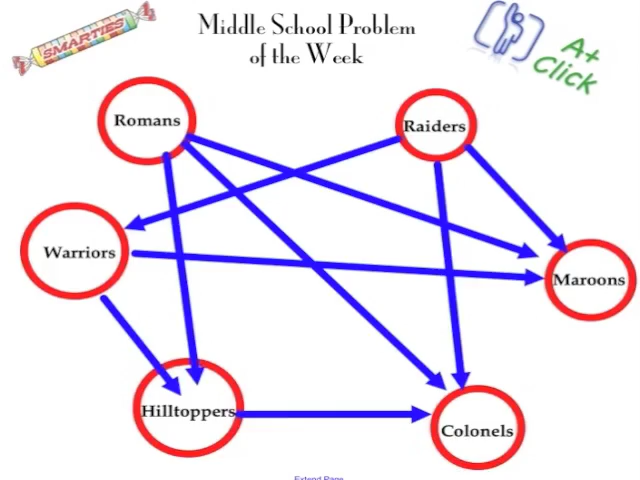 Middle School Problem
of the Week
SMARTIES
A+
Click
Romans
Raiders
Warriors
Maroons
Hilltoppers
Colonels
Extend Page